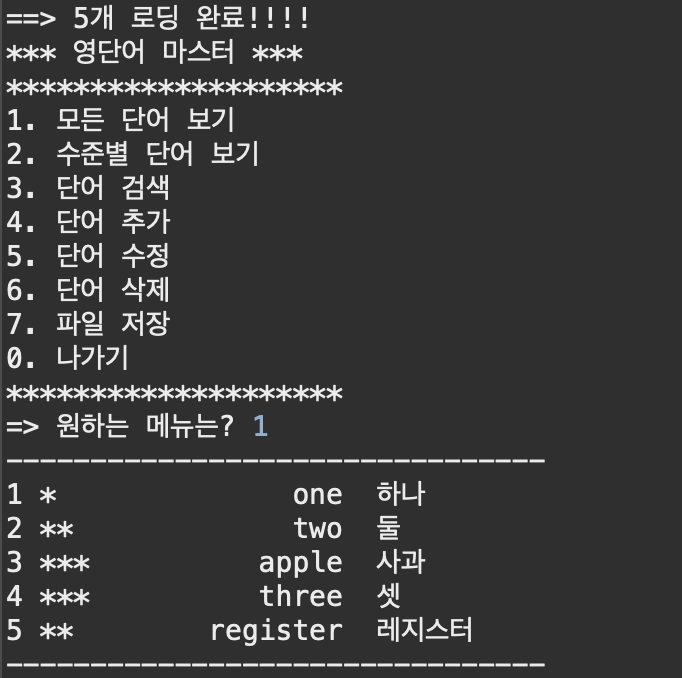 ==> 5개 로딩 완료!!!!
*** 영단어 마스터 ***
********************
1. 모든 단어 보기
2. 수준별 단어 보기
3. 단어 검색
4. 단어 추가
5. 단어 수정
6. 단어 삭제
7. 파일 저장
0. 나가기
********************
=> 원하는 메뉴는? 1
--------------------------------
1 *              one  하나
2 **             two  둘
3 ***          apple  사과
4 ***          three  셋
5 **        register  레지스터
--------------------------------